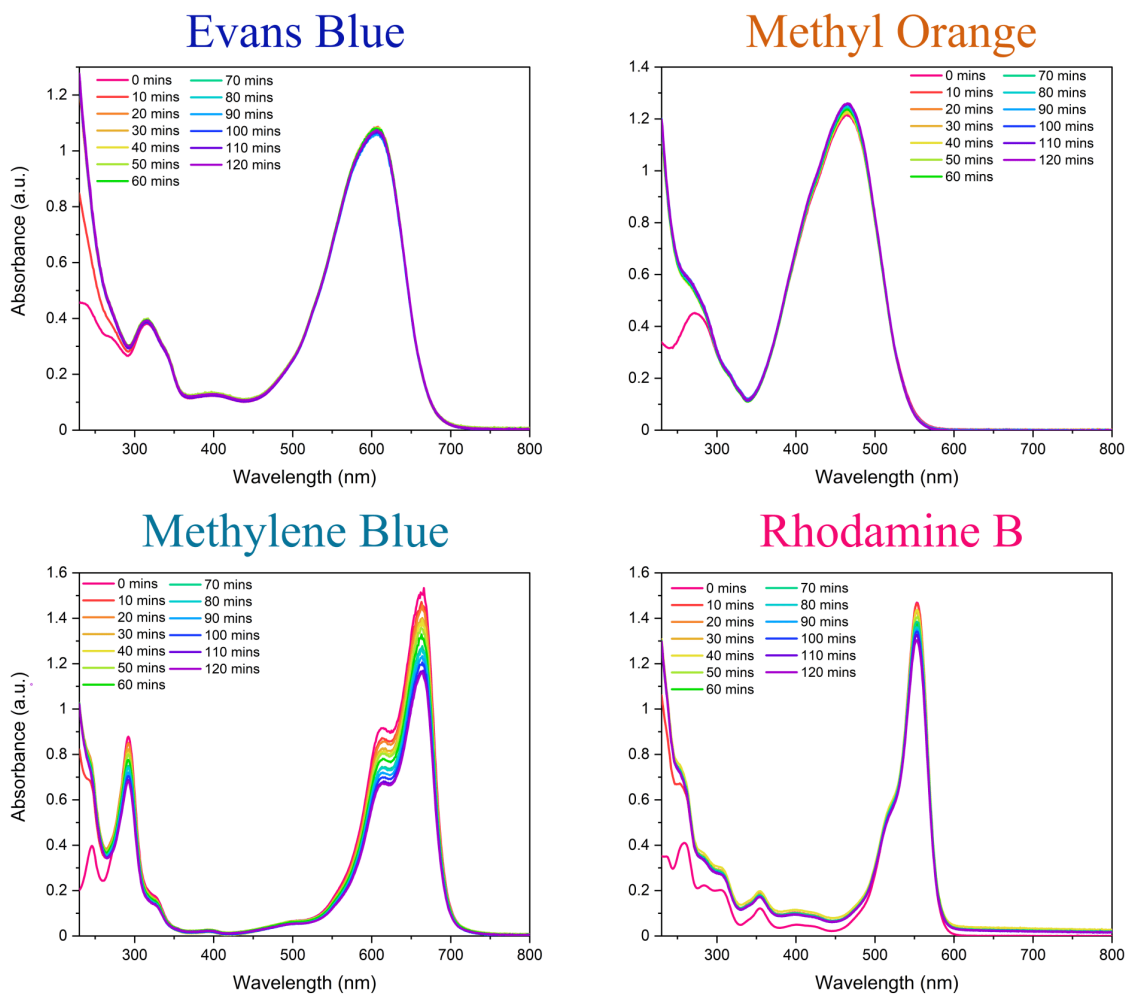 Evans Blue
1.2
1
0.8
0.6
0.4
0.2
0
Absorbance (a.u.)
0 mins
10 mins
20 mins
30 mins
40 mins
50 mins
60 mins
70 mins
80 mins
90 mins
100 mins
110 mins
120 mins
300 400 500 600 700 800
Wavelength (nm)
Methyl Orange
1.4
1.2
1
0.8
0.6
0.4
0.2
0
0 mins
10 mins
20 mins
30 mins
40 mins
50 mins
60 mins
70 mins
80 mins
90 mins
100 mins
110 mins
120 mins
300 400 500 600 700 800
Wavelength (nm)
Methylene Blue
1.6
1.4
1.2
1
0.8
0.6
0.4
0.2
0
Absorbance (a.u.)
0 mins
10 mins
20 mins
30 mins
40 mins
50 mins
60 mins
70 mins
80 mins
90 mins
100 mins
110 mins
120 mins
300 400 500 600 700 800
Wavelength (nm)
Rhodamine B
1.6
1.4
1.2
1
0.8
0.6
0.4
0.2
0
0 mins
10 mins
20 mins
30 mins
40 mins
50 mins
60 mins
70 mins
80 mins
90 mins
100 mins
110 mins
120 mins
300 400 500 600 700 800
Wavelength (nm)